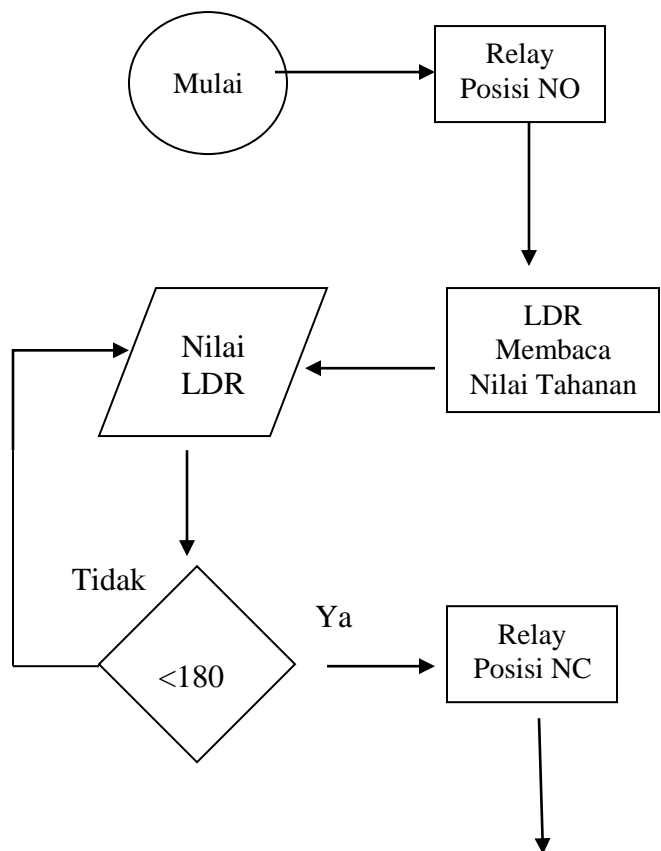 Mulai
Relay
Posisi NO
LDR
Membaca
Nilai Tahanan
Nilai
LDR
Tidak
<180
Ya
Relay
Posisi NC